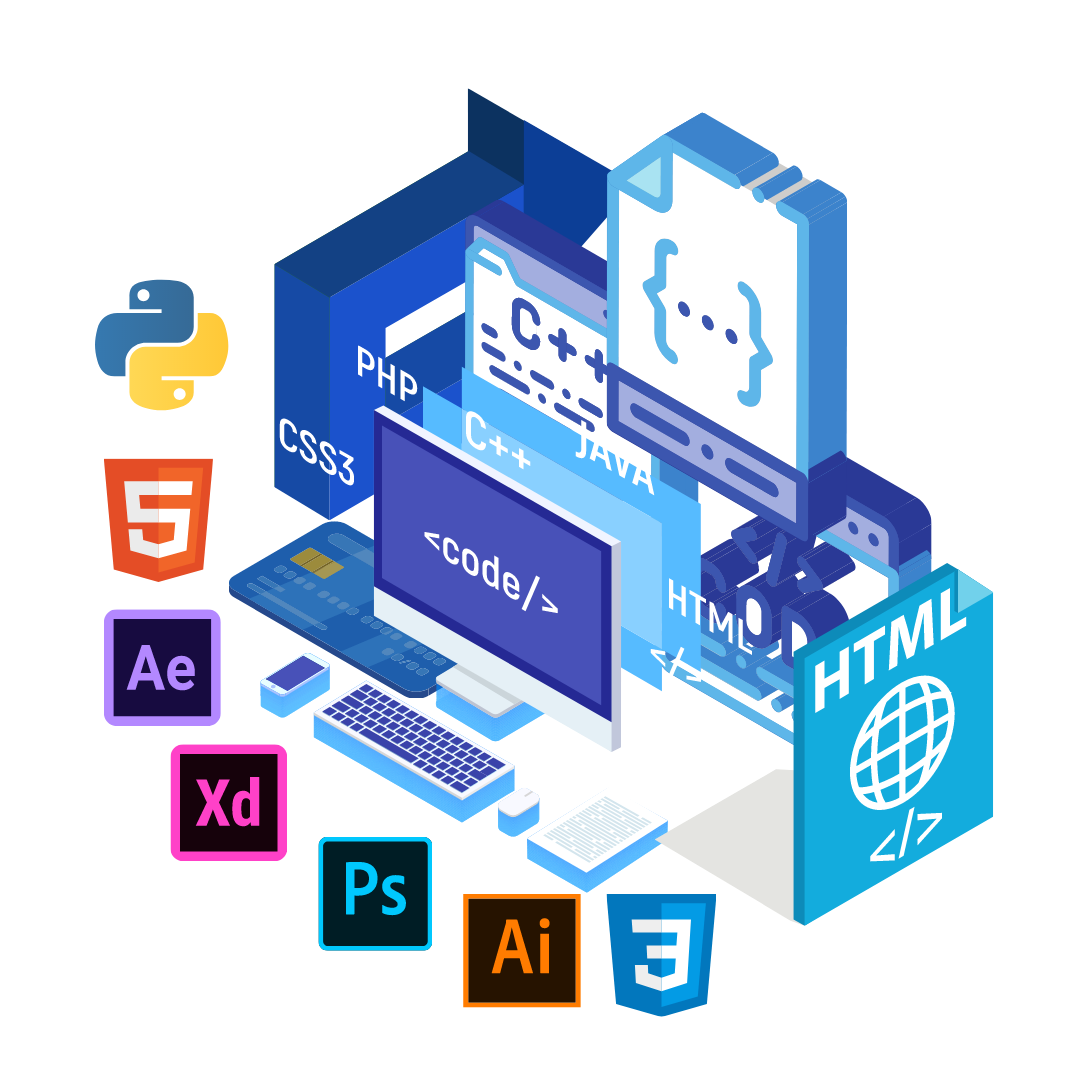 {...}
C++
PHP
CSS3
C++
JAVA
<code/>
HTML
</>
</>
HTML
</>
5
Ae
Xd
Ps
Ai
3